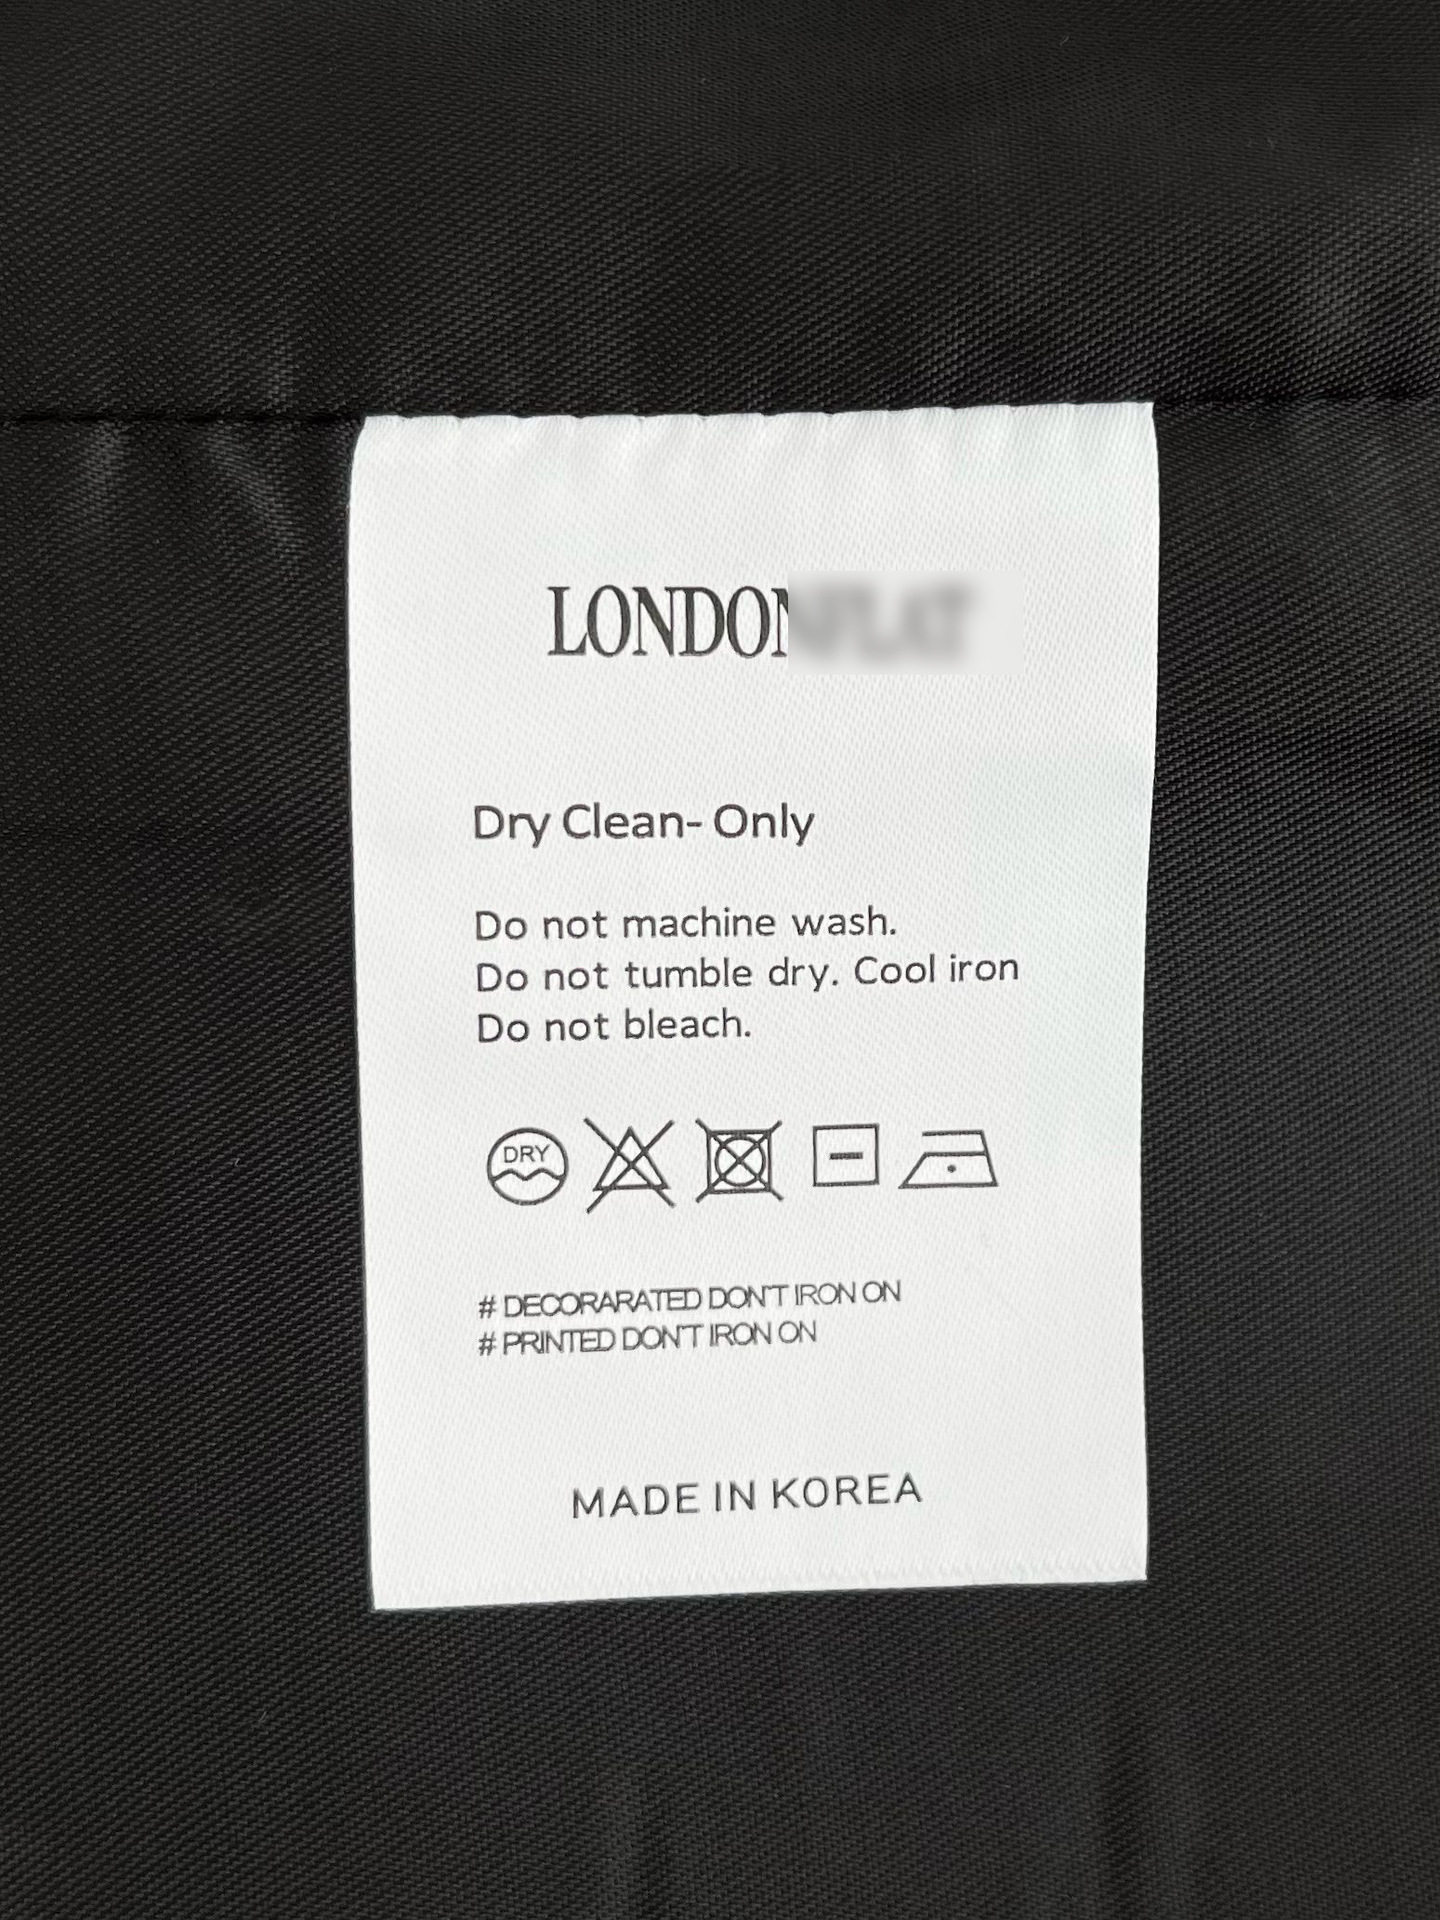 LONDON
Dry Clean- Only
Do not machine wash.
Do not tumble dry. Cool iron
Do not bleach.
DRY
# DECORARATED DON'T IRON ON
# PRINTED DON'T IRON ON
MADE IN KOREA